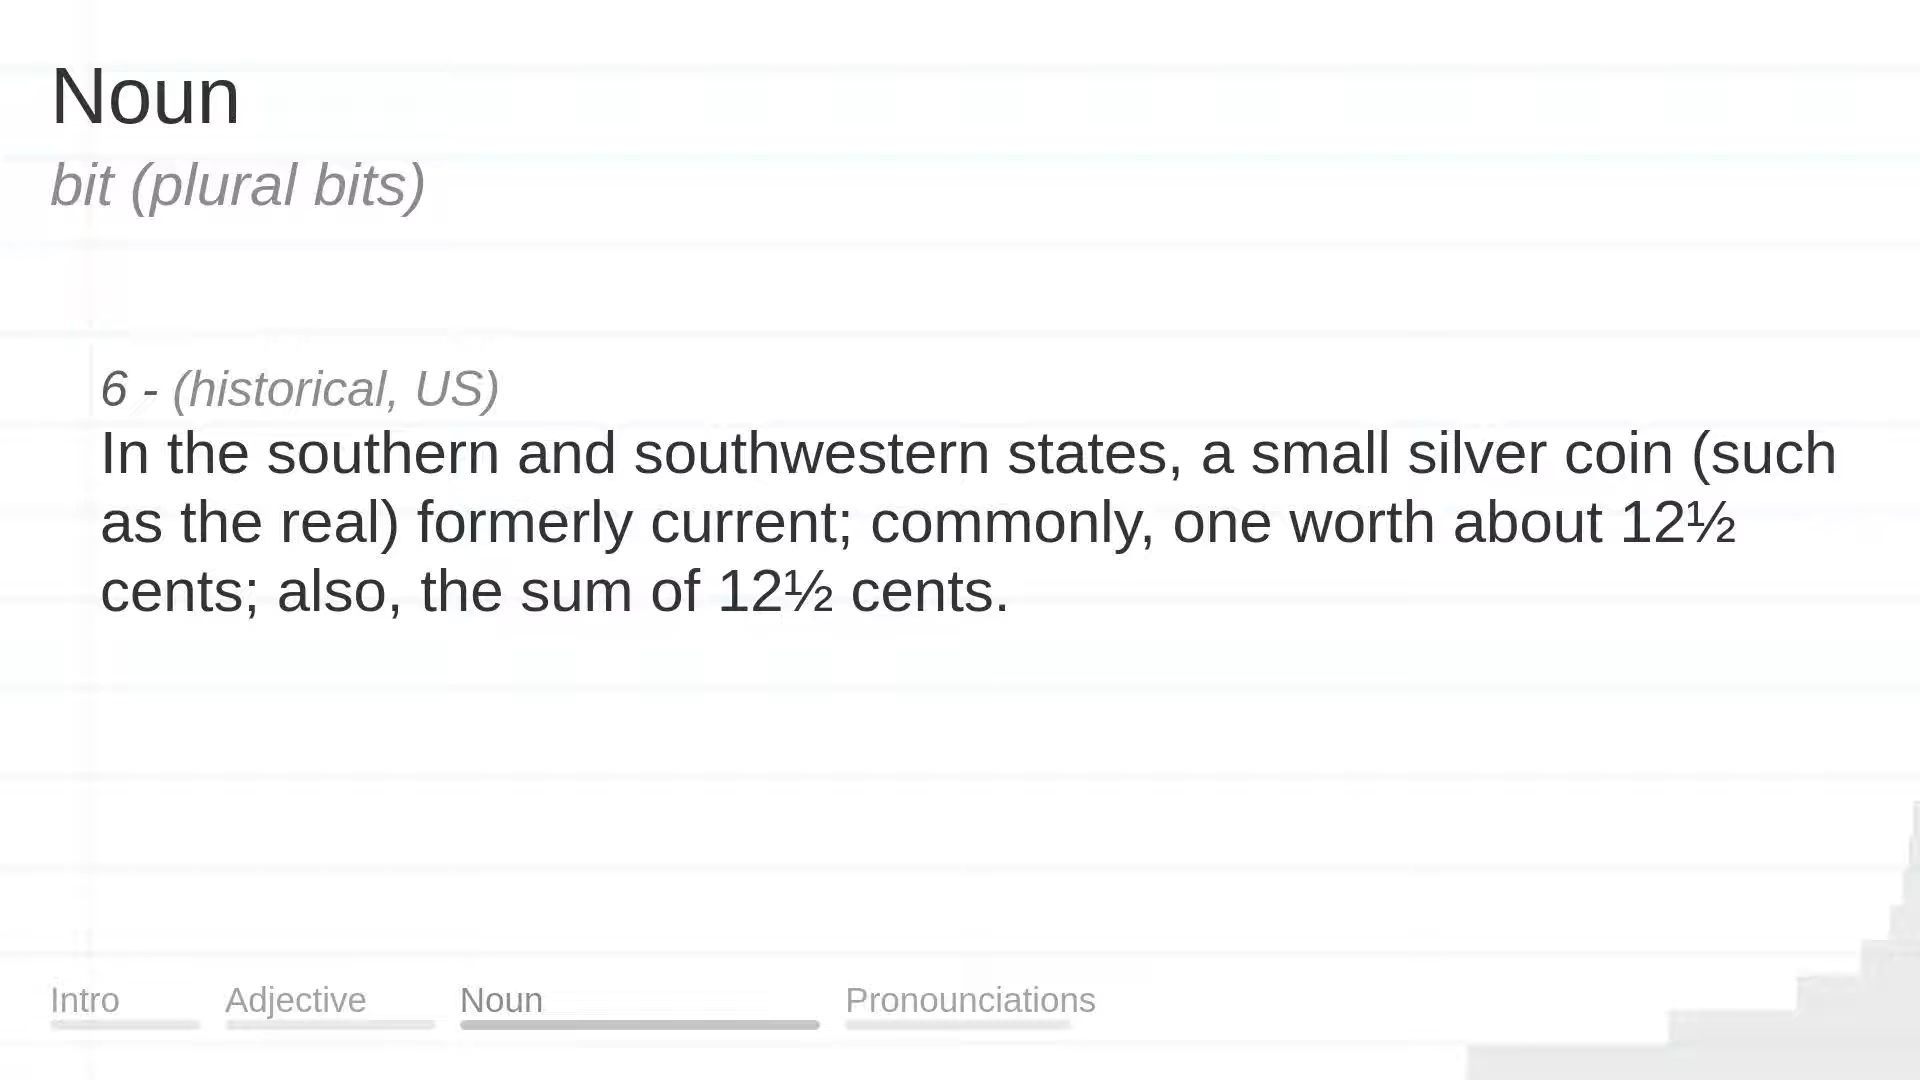 Noun
bit (plural bits)
6 - (historical, US)
In the southern and southwestern states, a small silver coin (such
as the real) formerly current; commonly, one worth about 12½
cents; also, the sum of 12½ cents.
Intro Adjective Noun Pronounciations